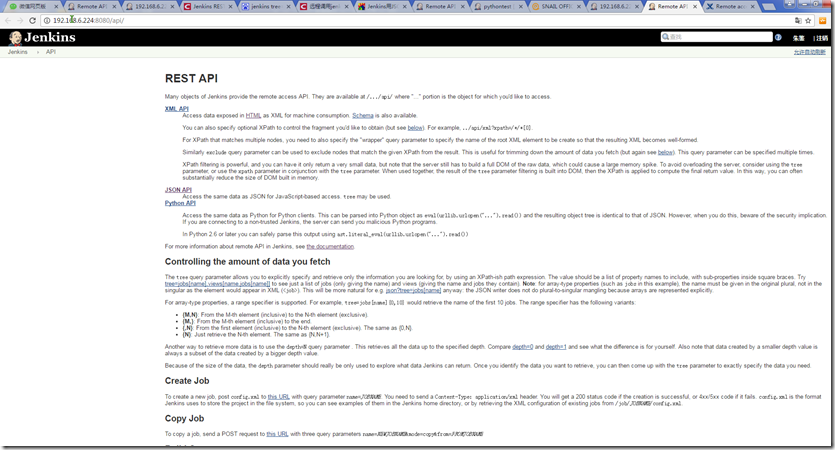 微信网页版
Remote API
192.168.6.2
Jenkins RES
jenkins tree
远程调用jen
Jenkins用
Remote API
pythontest
SNAIL OFFI
192.168.6.2
Remote API
Remote acc
192.168.6.224:8080/api/
Jenkins
查找
朱蓥 | 注销
Jenkins › API
允许自动刷新
REST API
Many objects of Jenkins provide the remote access API. They are available at /.../api/ where "..." portion is the object for which you'd like to access.
XML API
Access data exposed in HTML as XML for machine consumption. Schema is also available.
You can also specify optional XPath to control the fragment you'd like to obtain (but see below). For example, ../api/xml?xpath=/*/*[0].
For XPath that matches multiple nodes, you need to also specify the "wrapper" query parameter to specify the name of the root XML element to be create so that the resulting XML becomes well-formed.
Similarly exclude query parameter can be used to exclude nodes that match the given XPath from the result. This is useful for trimming down the amount of data you fetch (but again see below). This query parameter can be specified multiple times.
XPath filtering is powerful, and you can have it only return a very small data, but note that the server still has to build a full DOM of the raw data, which could cause a large memory spike. To avoid overloading the server, consider using the tree
parameter, or use the xpath parameter in conjunction with the tree parameter. When used together, the result of the tree parameter filtering is built into DOM, then the XPath is applied to compute the final return value. In this way, you can often
substantially reduce the size of DOM built in memory.
JSON API
Access the same data as JSON for JavaScript-based access. tree may be used.
Python API
Access the same data as Python for Python clients. This can be parsed into Python object as eval(urllib.urlopen("...").read()) and the resulting object tree is identical to that of JSON. However, when you do this, beware of the security implication.
If you are connecting to a non-trusted Jenkins, the server can send you malicious Python programs.
In Python 2.6 or later you can safely parse this output using ast.literal_eval(urllib.urlopen("...").read())
For more information about remote API in Jenkins, see the documentation.
Controlling the amount of data you fetch
The tree query parameter allows you to explicitly specify and retrieve only the information you are looking for, by using an XPath-ish path expression. The value should be a list of property names to include, with sub-properties inside square braces. Try
tree=jobs[name],views[name,jobs[name]] to see just a list of jobs (only giving the name) and views (giving the name and jobs they contain). Note: for array-type properties (such as jobs in this example), the name must be given in the original plural, not in the
singular as the element would appear in XML (<job>). This will be more natural for e.g. json?tree=jobs[name] anyway: the JSON writer does not do plural-to-singular mangling because arrays are represented explicitly.
For array-type properties, a range specifier is supported. For example, tree=jobs[name]{0,10} would retrieve the name of the first 10 jobs. The range specifier has the following variants:
• {M,N}: From the M-th element (inclusive) to the N-th element (exclusive).
• {M,}: From the M-th element (inclusive) to the end.
• {,N}: From the first element (inclusive) to the N-th element (exclusive). The same as {0,N}.
• {N}: Just retrieve the N-th element. The same as {N,N+1}.
Another way to retrieve more data is to use the depth=N query parameter . This retrieves all the data up to the specified depth. Compare depth=0 and depth=1 and see what the difference is for yourself. Also note that data created by a smaller depth value is
always a subset of the data created by a bigger depth value.
Because of the size of the data, the depth parameter should really be only used to explore what data Jenkins can return. Once you identify the data you want to retrieve, you can then come up with the tree parameter to exactly specify the data you need.
Create Job
To create a new job, post config.xml to this URL with query parameter name=JOBNAME. You need to send a Content-Type: application/xml header. You will get a 200 status code if the creation is successful, or 4xx/5xx code if it fails. config.xml is the format
Jenkins uses to store the project in the file system, so you can see examples of them in the Jenkins home directory, or by retrieving the XML configuration of existing jobs from /job/JOBNAME/config.xml.
Copy Job
To copy a job, send a POST request to this URL with three query parameters name=NEWJOBNAME&mode=copy&from=FROMJOBNAME